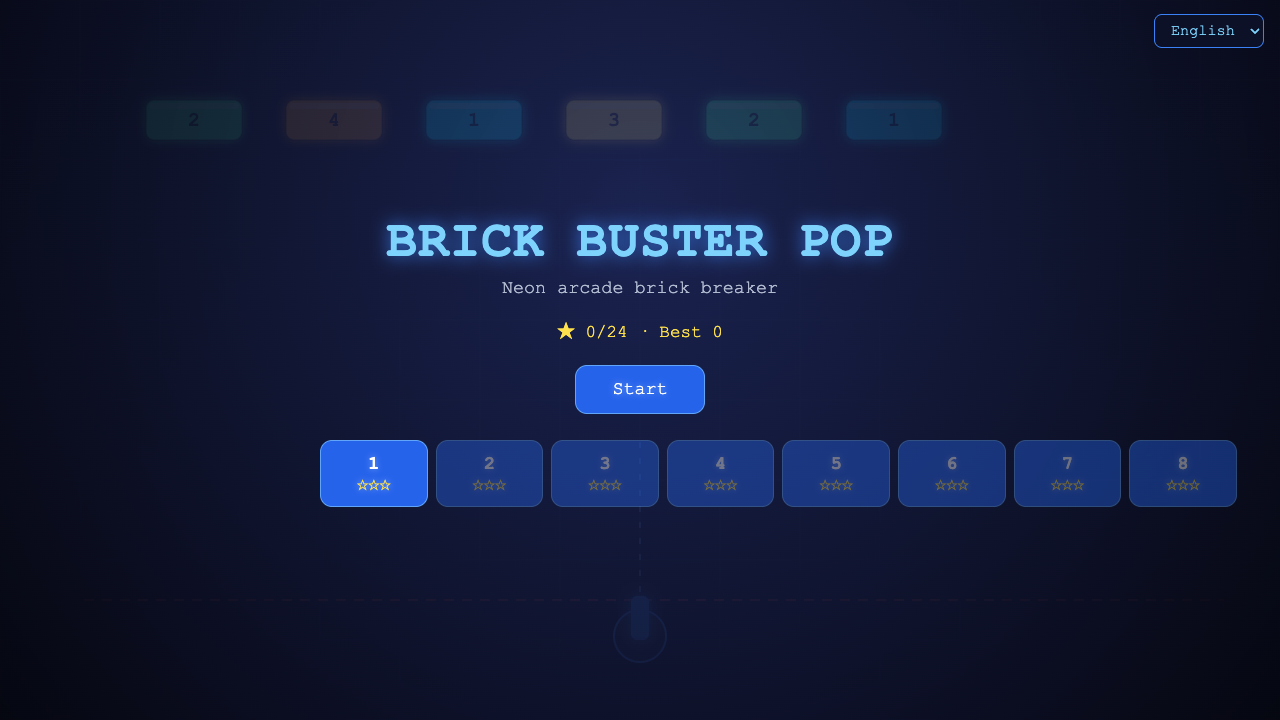 English
2 4 1 3 2 1
BRICK BUSTER POP
Neon arcade brick breaker
★ 0/24 · Best 0
Start
1 2 3 4 5 6 7 8
☆☆☆ ☆☆☆ ☆☆☆ ☆☆☆ ☆☆☆ ☆☆☆ ☆☆☆ ☆☆☆